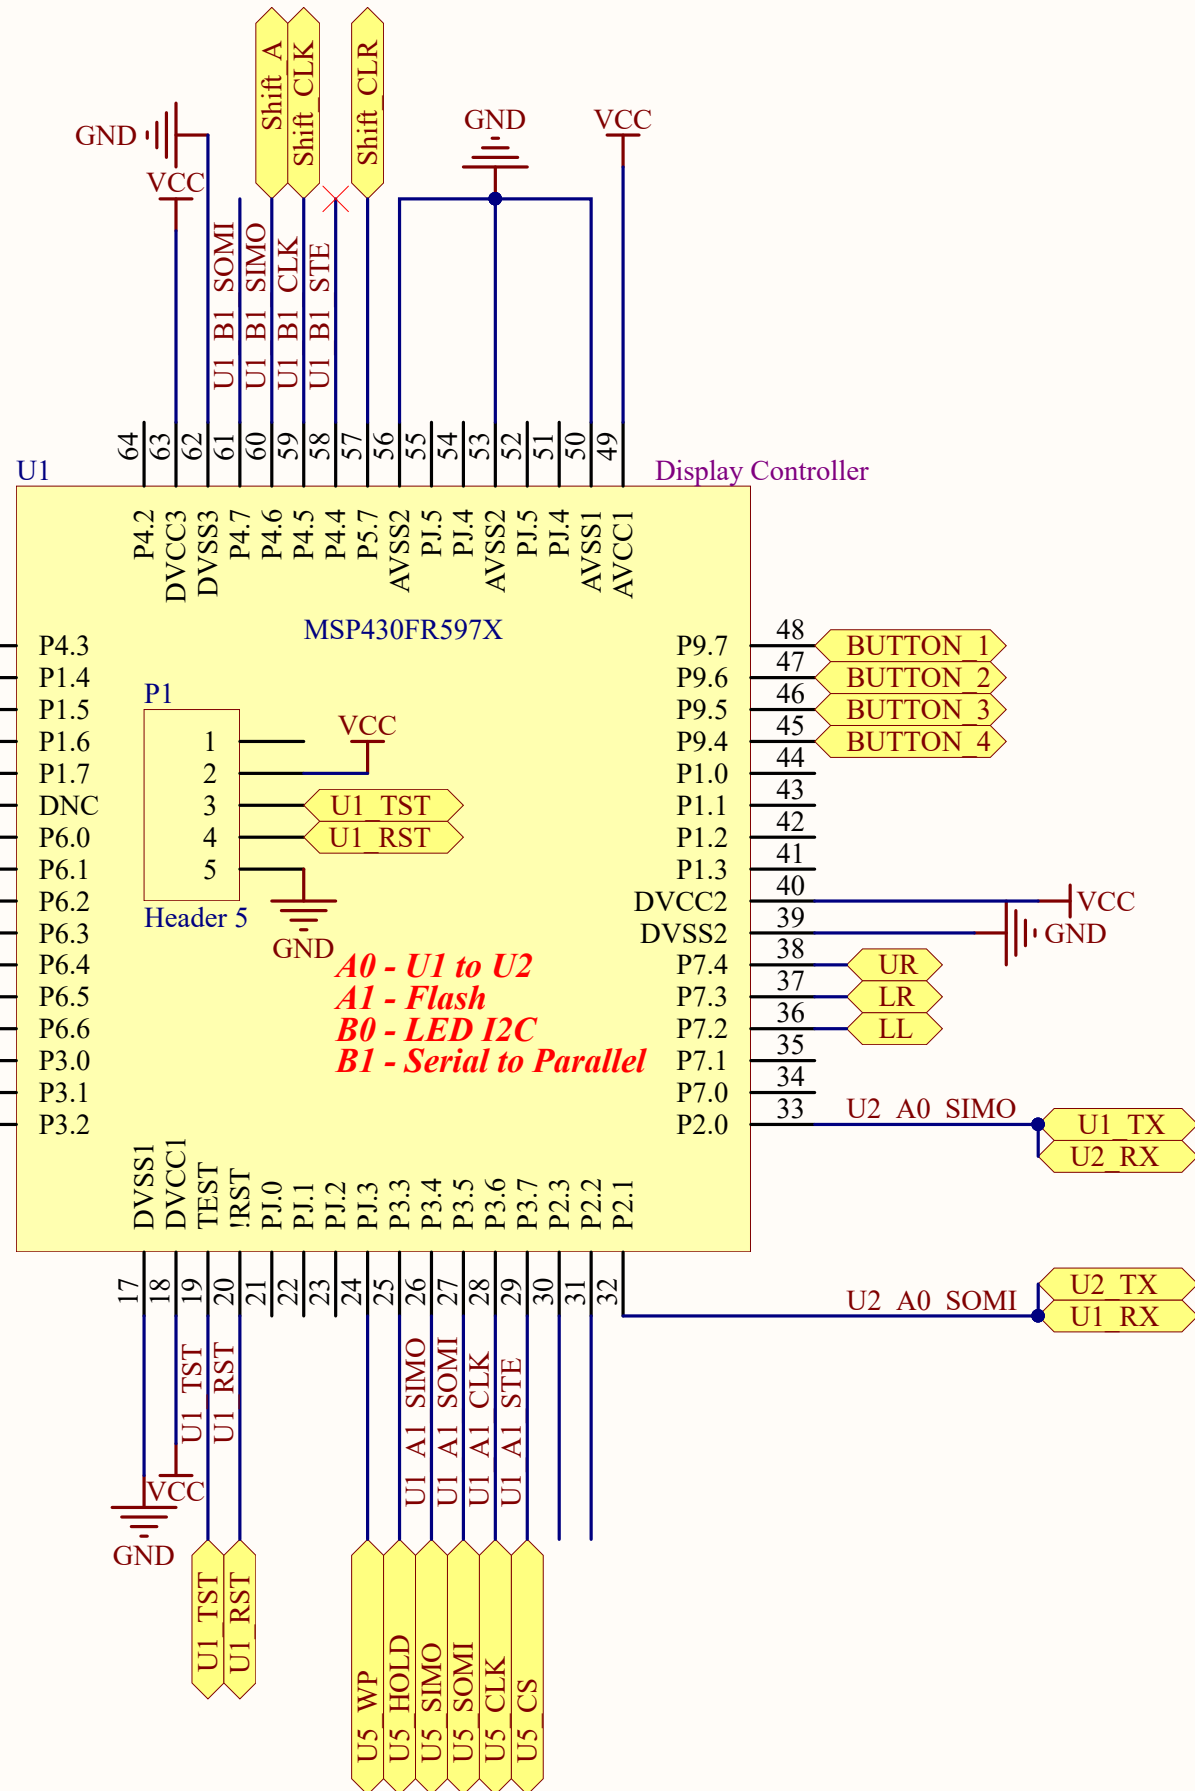 Shift_A
Shift_CLK
Shift_CLR
GND
VCC
GND
VCC
U1_B1_SOMI
U1_B1_SIMO
U1_B1_CLK
U1_B1_STE
64
63
62
61
60
59
58
57
56
55
54
53
52
51
50
49
U1
Display Controller
P4.2
DVCC3
DVSS3
P4.7
P4.6
P4.5
P4.4
P5.7
AVSS2
PJ.5
PJ.4
AVSS2
PJ.5
PJ.4
AVSS1
AVCC1
MSP430FR597X
P4.3
P1.4
P1.5
P1.6
P1.7
DNC
P6.0
P6.1
P6.2
P6.3
P6.4
P6.5
P6.6
P3.0
P3.1
P3.2
P1
1
2
3
4
5
VCC
U1_TST
U1_RST
Header 5
GND
A0 - U1 to U2
A1 - Flash
B0 - LED I2C
B1 - Serial to Parallel
P9.7 48 BUTTON_1
P9.6 47 BUTTON_2
P9.5 46 BUTTON_3
P9.4 45 BUTTON_4
P1.0 44
P1.1 43
P1.2 42
P1.3 41
DVCC2 40 VCC
DVSS2 39 GND
P7.4 38 UR
P7.3 37 LR
P7.2 36 LL
P7.1 35
P7.0 34
P2.0 33 U2_A0_SIMO U1_TX
U2_RX
DVSS1
DVCC1
TEST
!RST
PJ.0
PJ.1
PJ.2
PJ.3
P3.3
P3.4
P3.5
P3.6
P3.7
P2.3
P2.2
P2.1
17
18
19
20
21
22
23
24
25
26
27
28
29
30
31
32
U2_A0_SOMI
U2_TX
U1_RX
U1_TST
U1_RST
U1_A1_SIMO
U1_A1_SOMI
U1_A1_CLK
U1_A1_STE
VCC
GND
U1_TST
U1_RST
U5_WP
U5_HOLD
U5_SIMO
U5_SOMI
U5_CLK
U5_CS